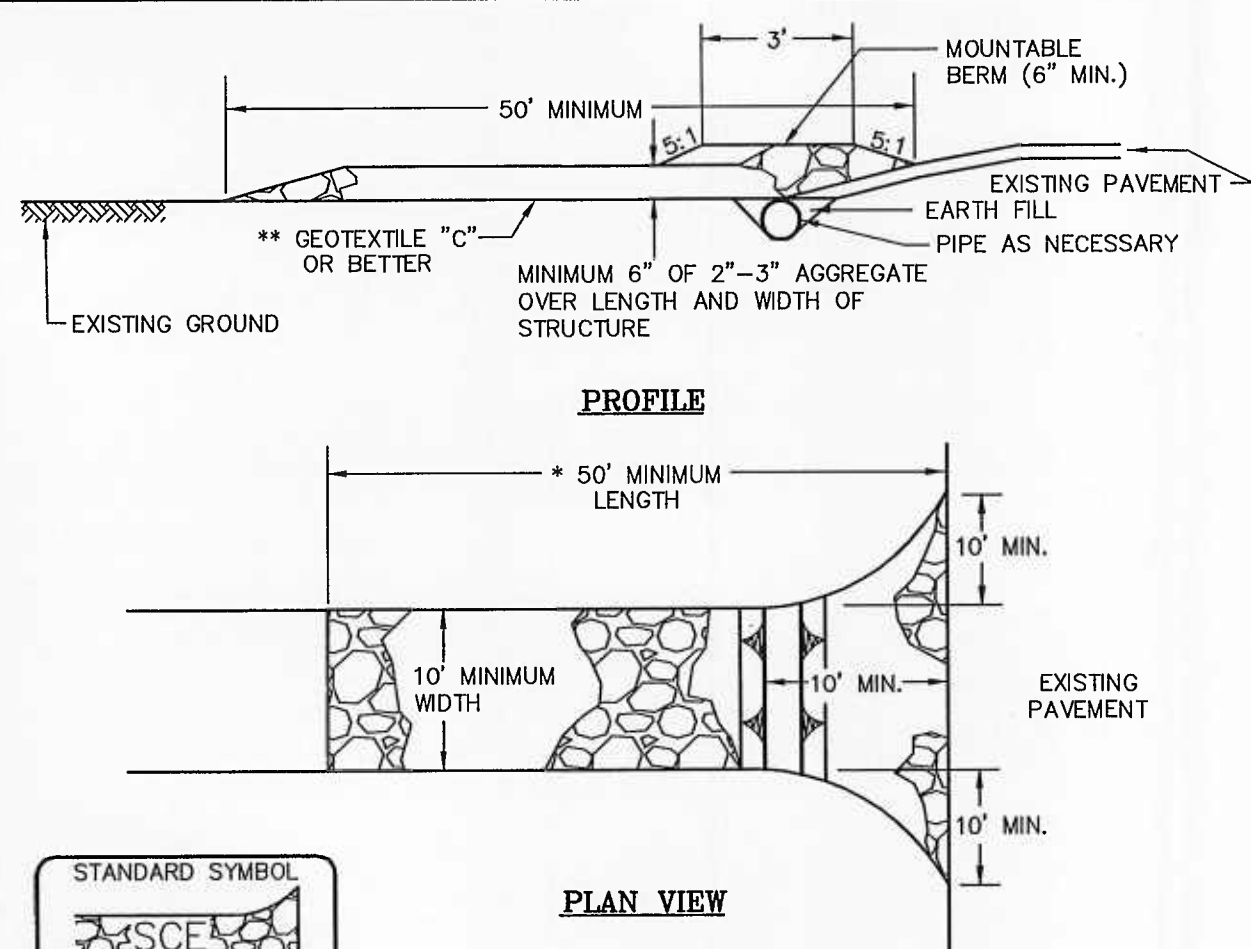 3'
MOUNTABLE
BERM (6" MIN.)
50' MINIMUM
5:1
5:1
EXISTING PAVEMENT
EARTH FILL
** GEOTEXTILE "C"
OR BETTER
PIPE AS NECESSARY
MINIMUM 6" OF 2"-3" AGGREGATE
OVER LENGTH AND WIDTH OF
STRUCTURE
EXISTING GROUND
PROFILE
* 50' MINIMUM
LENGTH
10' MIN.
10' MINIMUM
WIDTH
10' MIN.
EXISTING
PAVEMENT
10' MIN.
STANDARD SYMBOL
SCE
PLAN VIEW